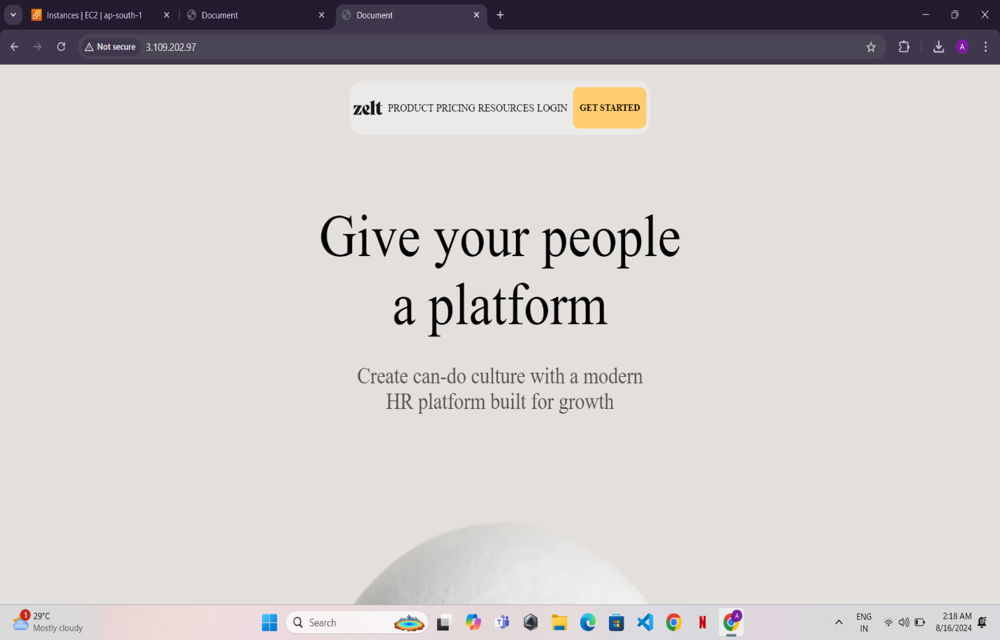 Instances | EC2 | ap-south-1
Document
Document
Not secure
3.109.202.97
A
zelt PRODUCT PRICING RESOURCES LOGIN GET STARTED
Give your people
a platform
Create can-do culture with a modern
HR platform built for growth
1
29°C
Mostly cloudy
Search
N
A
ENG
IN
2:18 AM
8/16/2024